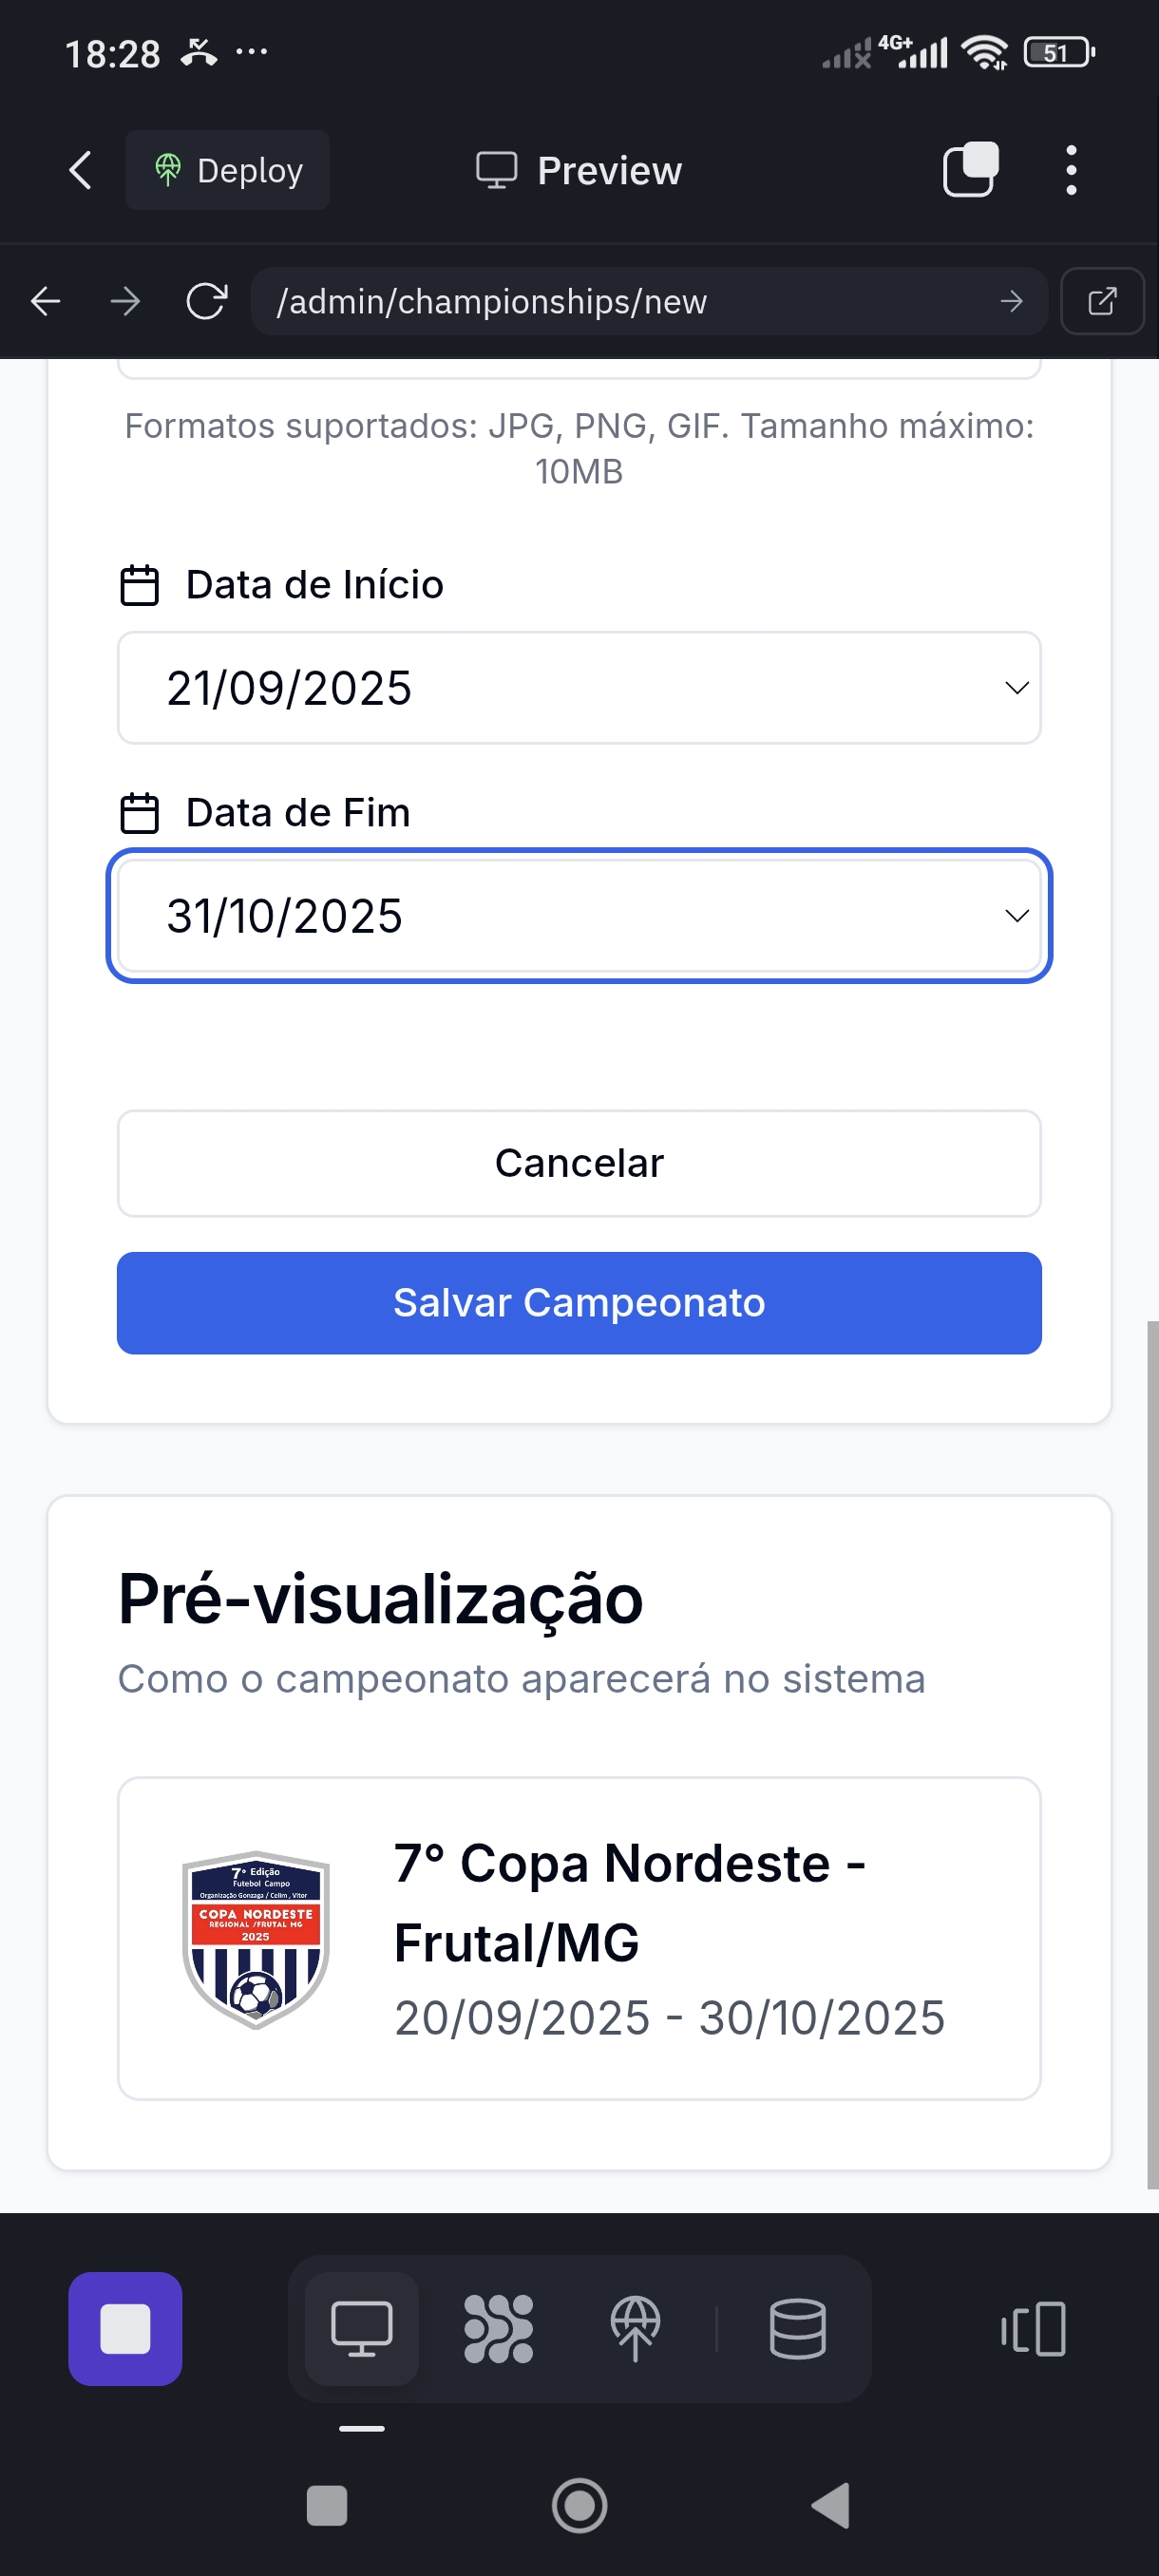 18:28
4G+
51
Deploy
Preview
/admin/championships/new
Formatos suportados: JPG, PNG, GIF. Tamanho máximo:
10MB
Data de Início
21/09/2025
Data de Fim
31/10/2025
Cancelar
Salvar Campeonato
Pré-visualização
Como o campeonato aparecerá no sistema
7° Edição
Futebol Campo
Organização Gonzaga / Celim , Vitor
COPA NORDESTE
REGIONAL /FRUTAL MG
2025
7° Copa Nordeste -
Frutal/MG
20/09/2025 - 30/10/2025